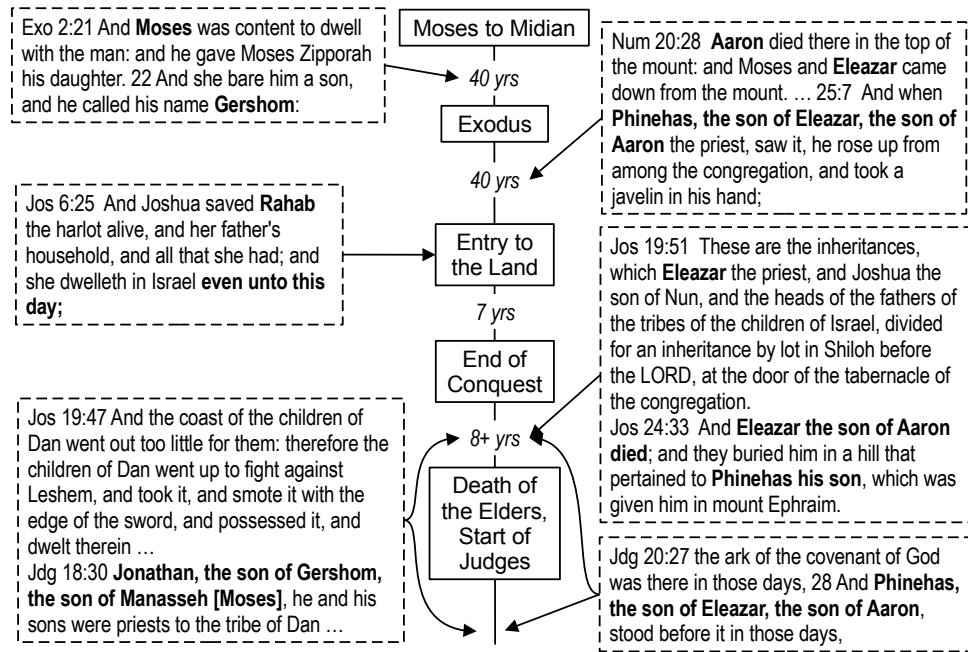 Exo 2:21 And Moses was content to dwell
with the man: and he gave Moses Zipporah
his daughter. 22 And she bare him a son,
and he called his name Gershom:
Moses to Midian
40 yrs
Exodus
40 yrs
Num 20:28  Aaron died there in the top of
the mount: and Moses and Eleazar came
down from the mount. … 25:7  And when
Phinehas, the son of Eleazar, the son of
Aaron the priest, saw it, he rose up from
among the congregation, and took a
javelin in his hand;
Jos 6:25  And Joshua saved Rahab
the harlot alive, and her father's
household, and all that she had; and
she dwelleth in Israel even unto this
day;
Entry to
the Land
7 yrs
End of
Conquest
8+ yrs
Death of
the Elders,
Start of
Judges
Jos 19:51  These are the inheritances,
which Eleazar the priest, and Joshua the
son of Nun, and the heads of the fathers of
the tribes of the children of Israel, divided
for an inheritance by lot in Shiloh before
the LORD, at the door of the tabernacle of
the congregation.
Jos 24:33  And Eleazar the son of Aaron
died; and they buried him in a hill that
pertained to Phinehas his son, which was
given him in mount Ephraim.
Jos 19:47 And the coast of the children of
Dan went out too little for them: therefore the
children of Dan went up to fight against
Leshem, and took it, and smote it with the
edge of the sword, and possessed it, and
dwelt therein …
Jdg 18:30 Jonathan, the son of Gershom,
the son of Manasseh [Moses], he and his
sons were priests to the tribe of Dan …
Jdg 20:27 the ark of the covenant of God
was there in those days, 28 And Phinehas,
the son of Eleazar, the son of Aaron,
stood before it in those days,